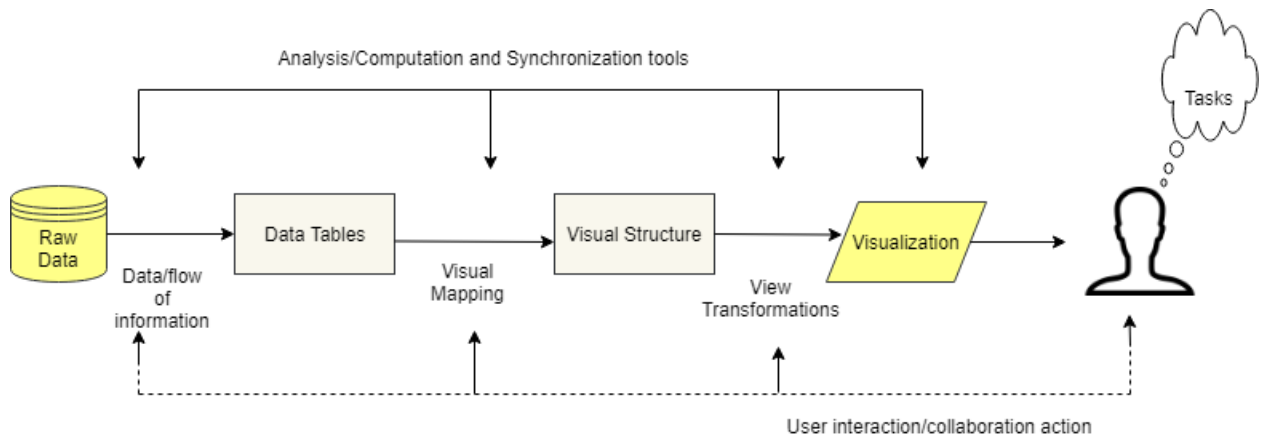 Analysis/Computation and Synchronization tools
Tasks
Raw
Data
Data Tables
Visual Structure
Visualization
Data/flow
of
information
Visual
Mapping
View
Transformations
User interaction/collaboration action